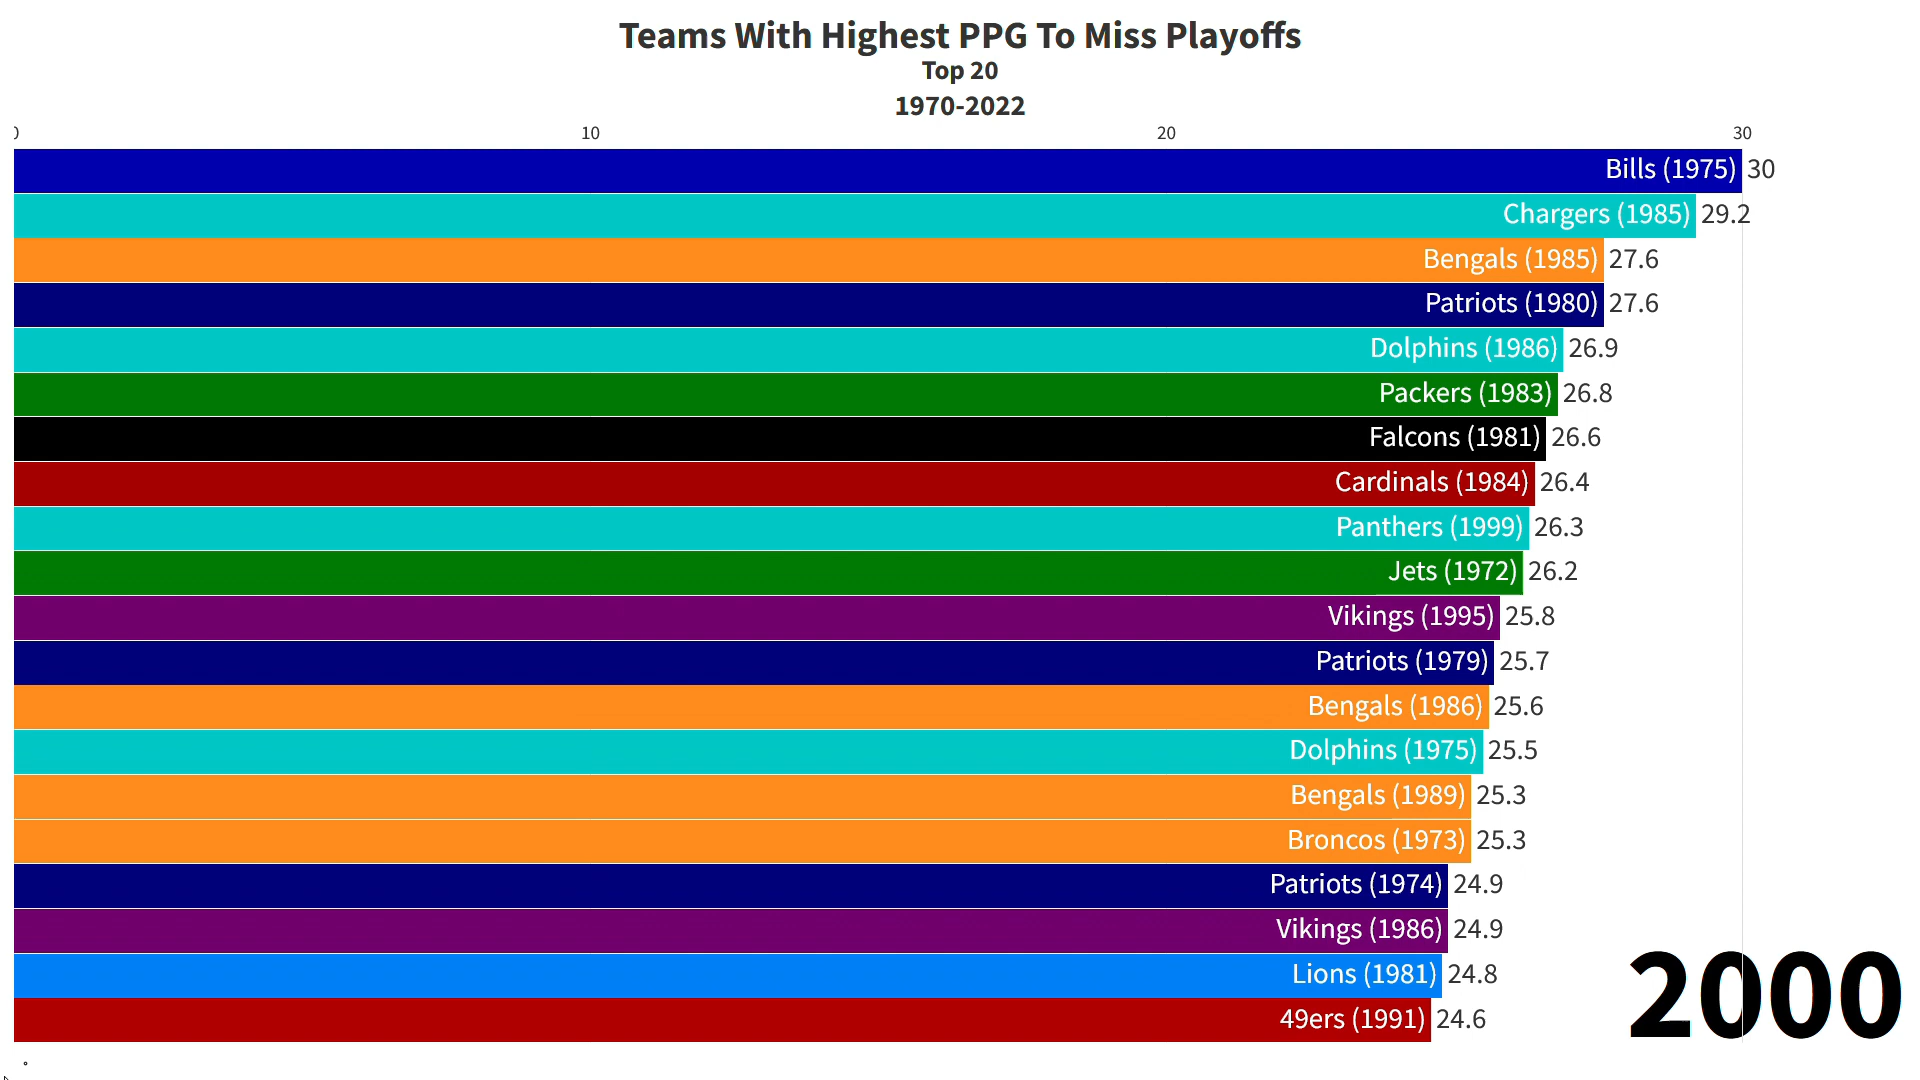 Teams With Highest PPG To Miss Playoffs
Top 20
1970-2022
0 10 20 30
Bills (1975) 30
Chargers (1985) 29.2
Bengals (1985) 27.6
Patriots (1980) 27.6
Dolphins (1986) 26.9
Packers (1983) 26.8
Falcons (1981) 26.6
Cardinals (1984) 26.4
Panthers (1999) 26.3
Jets (1972) 26.2
Vikings (1995) 25.8
Patriots (1979) 25.7
Bengals (1986) 25.6
Dolphins (1975) 25.5
Bengals (1989) 25.3
Broncos (1973) 25.3
Patriots (1974) 24.9
Vikings (1986) 24.9
Lions (1981) 24.8
49ers (1991) 24.6
2000